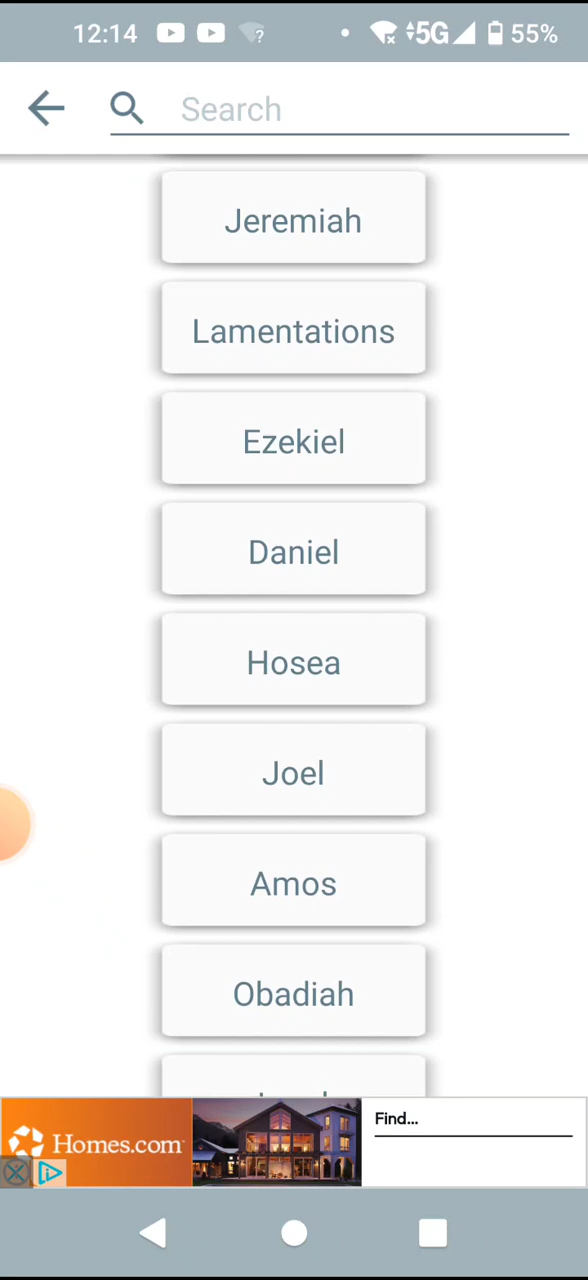 12:14 ? 5G 55%
Search
Jeremiah
Lamentations
Ezekiel
Daniel
Hosea
Joel
Amos
Obadiah
Homes.com
Find...